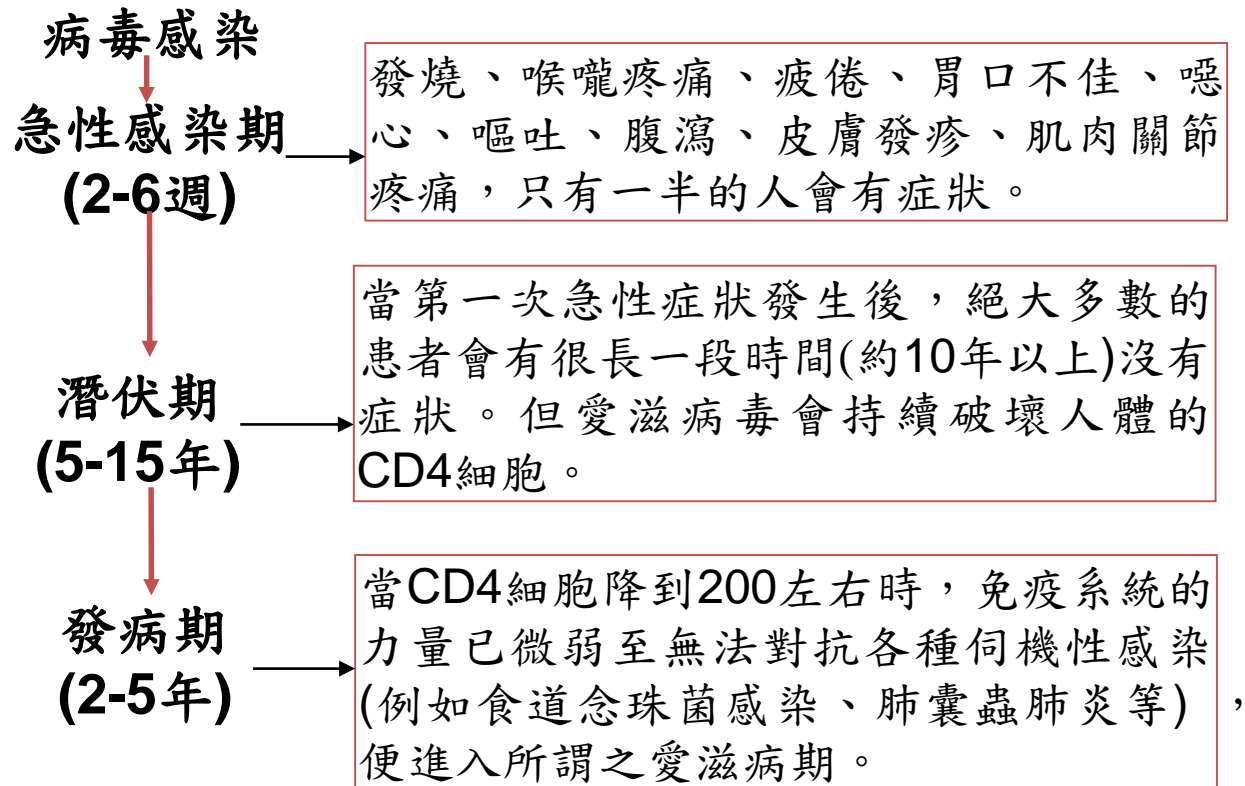 病毒感染
急性感染期
(2-6週)
發燒、喉嚨疼痛、疲倦、胃口不佳、噁
心、嘔吐、腹瀉、皮膚發疹、肌肉關節
疼痛，只有一半的人會有症狀。
潛伏期
(5-15年)
當第一次急性症狀發生後，絕大多數的
患者會有很長一段時間(約10年以上)沒有
症狀。但愛滋病毒會持續破壞人體的
CD4細胞。
發病期
(2-5年)
當CD4細胞降到200左右時，免疫系統的
力量已微弱至無法對抗各種伺機性感染
(例如食道念珠菌感染、肺囊蟲肺炎等)，
便進入所謂之愛滋病期。